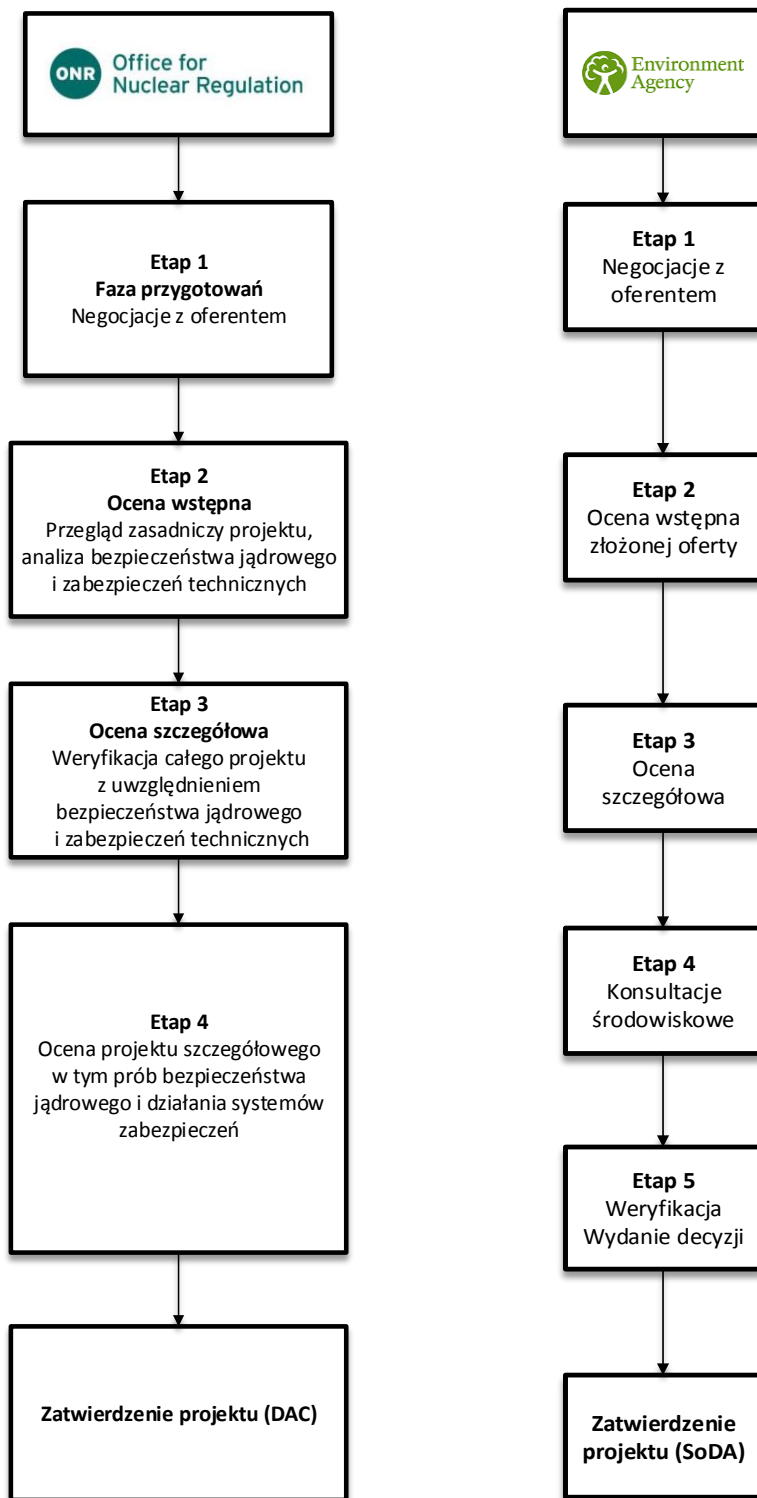 ONR
Office for
Nuclear Regulation
Etap 1
Faza przygotowań
Negocjacje z oferentem
Etap 2
Ocena wstępna
Przegląd zasadniczy projektu,
analiza bezpieczeństwa jądrowego
i zabezpieczeń technicznych
Etap 3
Ocena szczegółowa
Weryfikacja całego projektu
z uwzględnieniem
bezpieczeństwa jądrowego
i zabezpieczeń technicznych
Etap 4
Ocena projektu szczegółowego
w tym prób bezpieczeństwa
jądrowego i działania systemów
zabezpieczeń
Zatwierdzenie projektu (DAC)
Environment
Agency
Etap 1
Negocjacje z
oferentem
Etap 2
Ocena wstępna
złożonej oferty
Etap 3
Ocena
szczegółowa
Etap 4
Konsultacje
środowiskowe
Etap 5
Weryfikacja
Wydanie decyzji
Zatwierdzenie
projektu (SoDA)